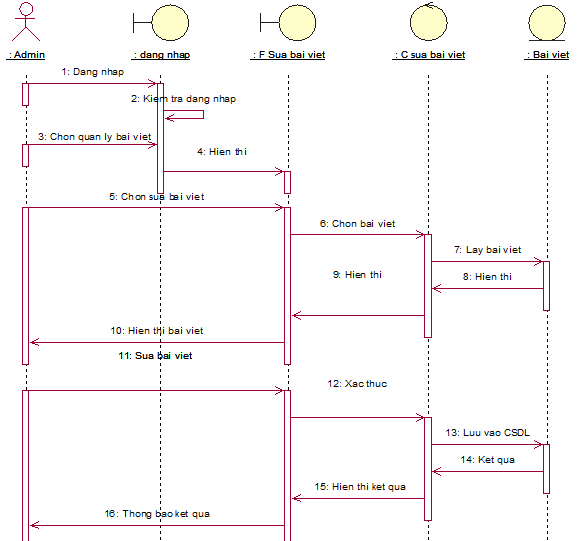 : Admin
: dang nhap
: F Sua bai viet
: C sua bai viet
: Bai viet
1: Dang nhap
2: Kiem tra dang nhap
3: Chon quan ly bai viet
4: Hien thi
5: Chon sua bai viet
6: Chon bai viet
7: Lay bai viet
8: Hien thi
9: Hien thi
10: Hien thi bai viet
11: Sua bai viet
12: Xac thuc
13: Luu vao CSDL
14: Ket qua
15: Hien thi ket qua
16: Thong bao ket qua